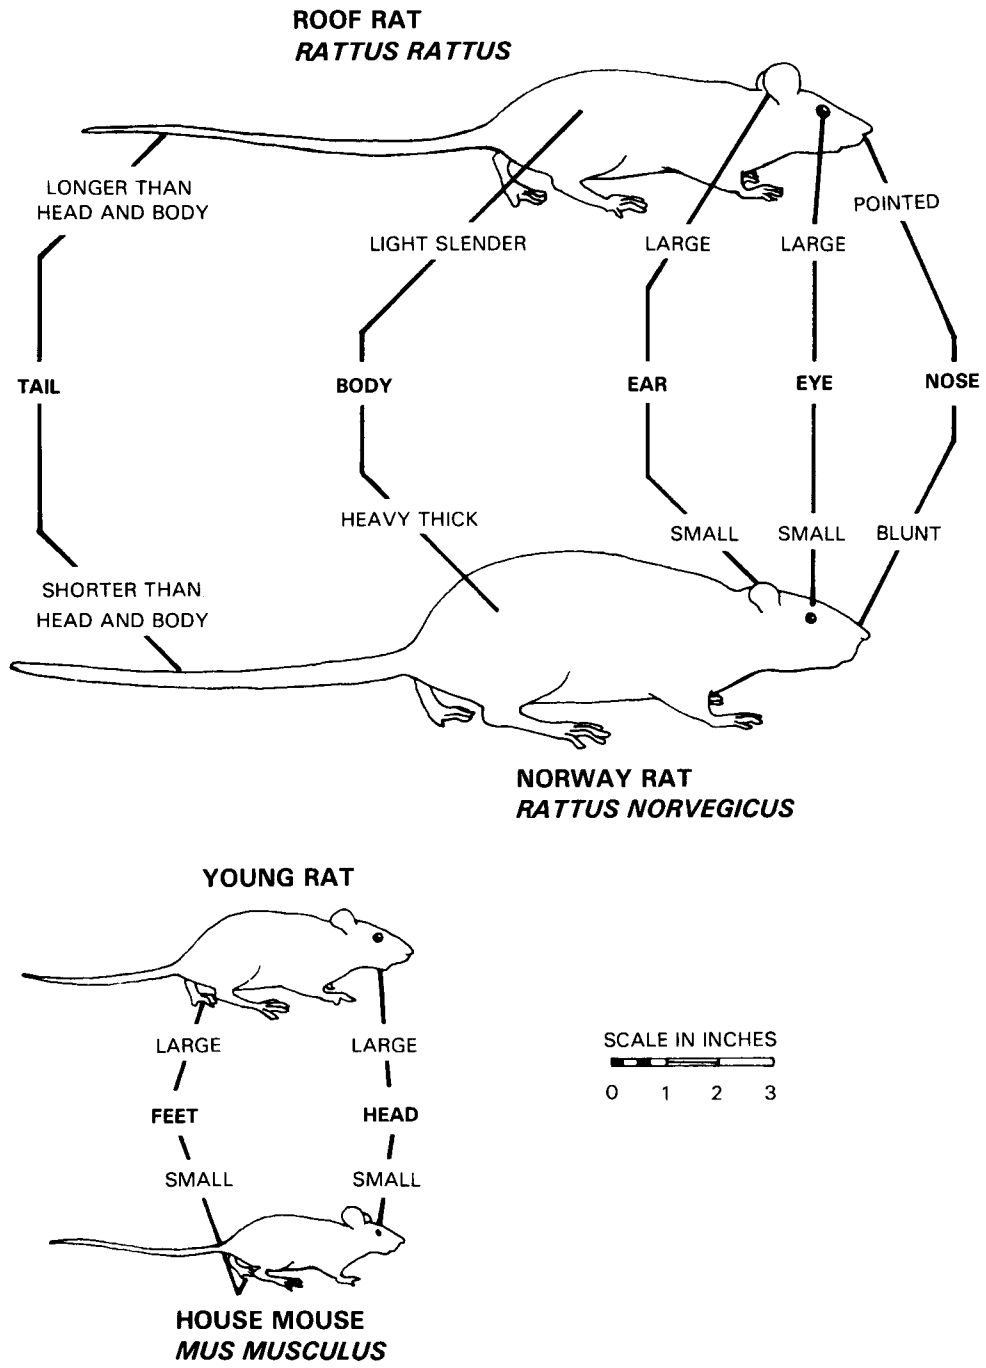 ROOF RAT
RATTUS RATTUS
LONGER THAN
HEAD AND BODY
LIGHT SLENDER
LARGE
LARGE
POINTED
TAIL
BODY
EAR
EYE
NOSE
HEAVY THICK
SMALL
SMALL
BLUNT
SHORTER THAN
HEAD AND BODY
NORWAY RAT
RATTUS NORVEGICUS
YOUNG RAT
LARGE
LARGE
FEET
HEAD
SMALL
SMALL
HOUSE MOUSE
MUS MUSCULUS
SCALE IN INCHES
0 1 2 3